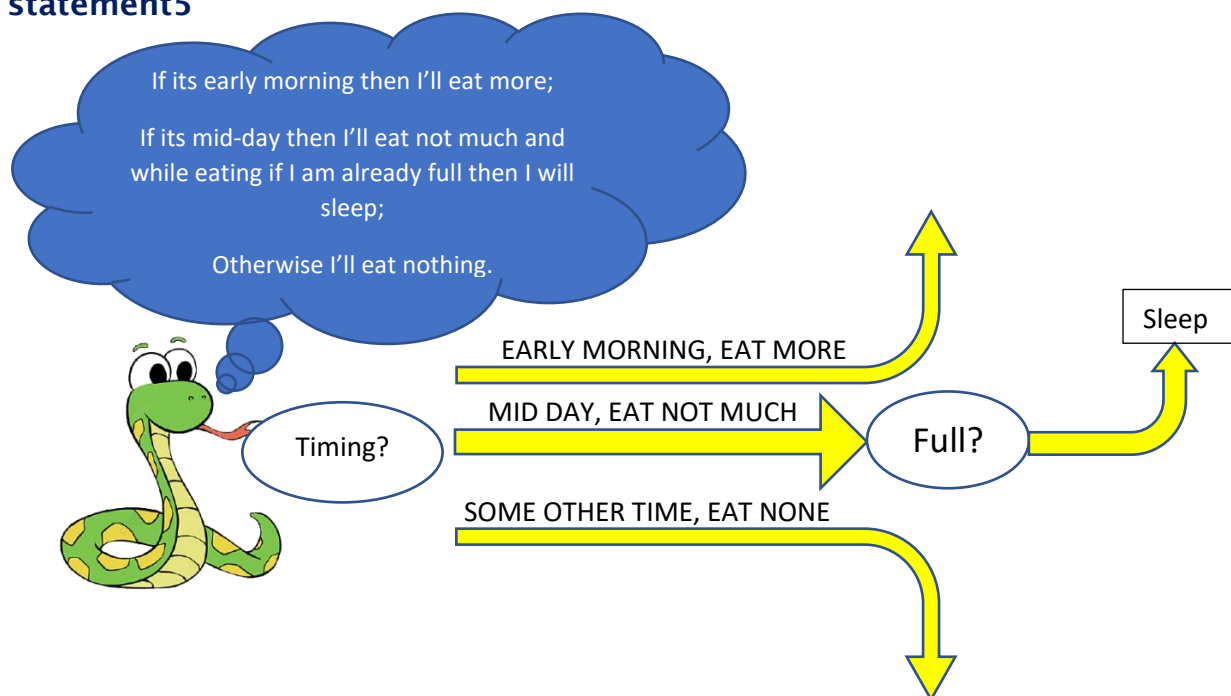 statement5
If its early morning then I’ll eat more;
If its mid-day then I’ll eat not much and
while eating if I am already full then I will
sleep;
Otherwise I’ll eat nothing.
EARLY MORNING, EAT MORE
Sleep
MID DAY, EAT NOT MUCH
Timing?
Full?
SOME OTHER TIME, EAT NONE